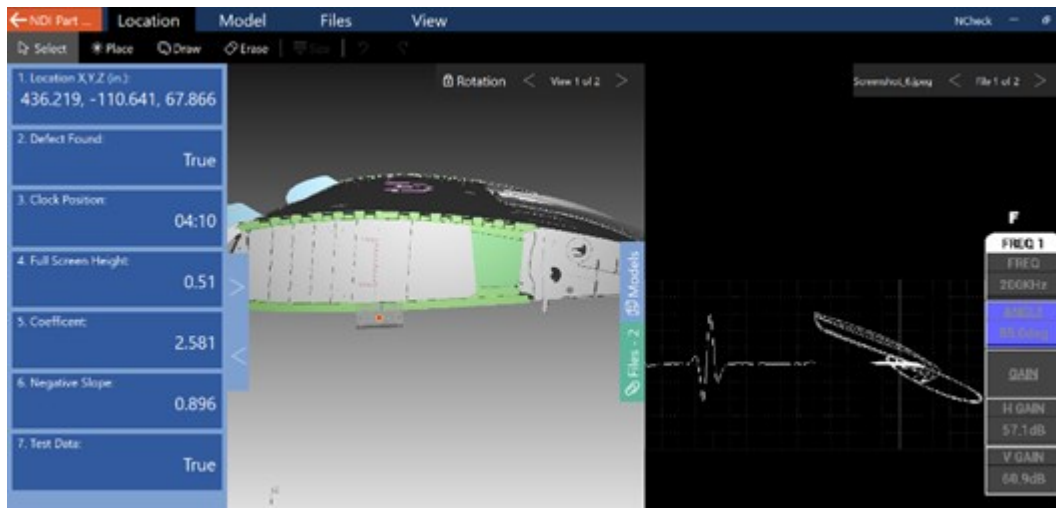 NDI Part ...
Location
Model
Files
View
NCheck
Select
Place
Draw
Erase
Size
1. Location X,Y,Z (in.):
436.219, -110.641, 67.866
2. Defect Found:
True
3. Clock Position:
04:10
4. Full Screen Height:
0.51
5. Coefficent:
2.581
6. Negative Slope:
0.896
7. Test Data:
True
Rotation
View 1 of 2
Models
Files - 2
Screenshot_6.jpeg
File 1 of 2
F
FREQ 1
FREQ
200KHz
ANGLE
GAIN
H GAIN
57.1dB
V GAIN
60.9dB